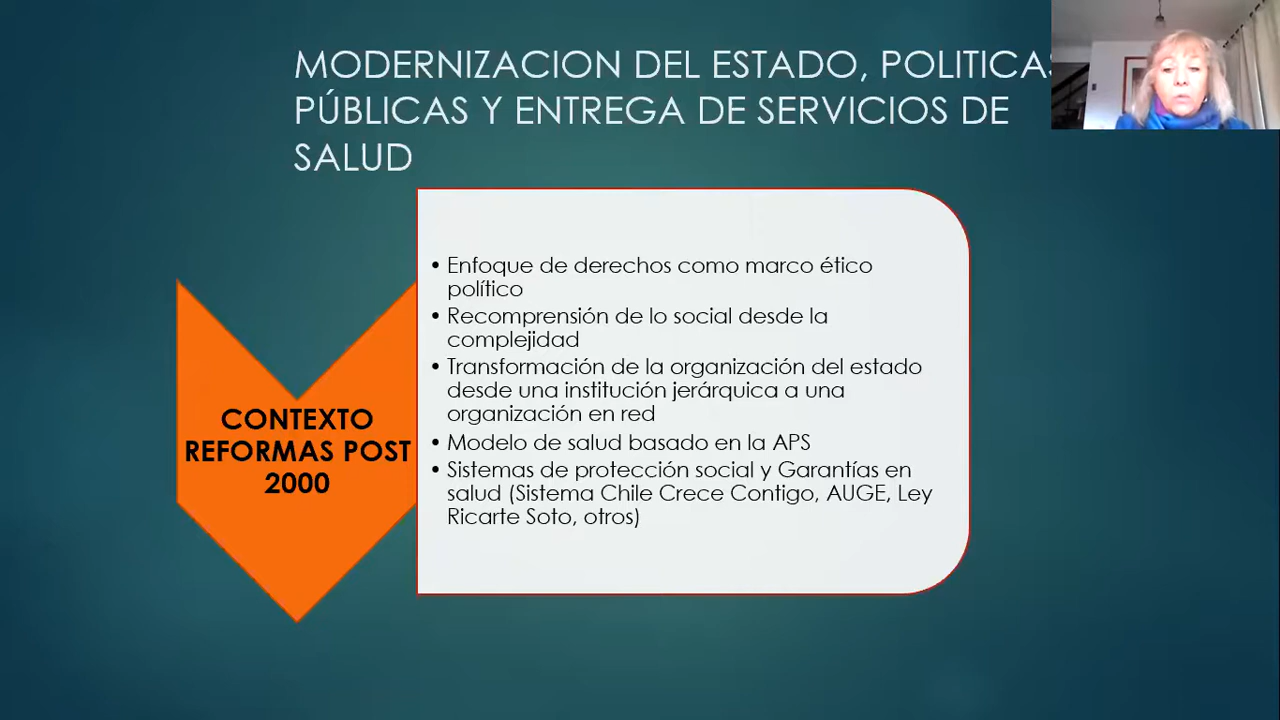 MODERNIZACION DEL ESTADO, POLITICAS
PÚBLICAS Y ENTREGA DE SERVICIOS DE
SALUD
CONTEXTO
REFORMAS POST
2000
• Enfoque de derechos como marco ético
político
• Recomprensión de lo social desde la
complejidad
• Transformación de la organización del estado
desde una institución jerárquica a una
organización en red
• Modelo de salud basado en la APS
• Sistemas de protección social y Garantías en
salud (Sistema Chile Crece Contigo, AUGE, Ley
Ricarte Soto, otros)